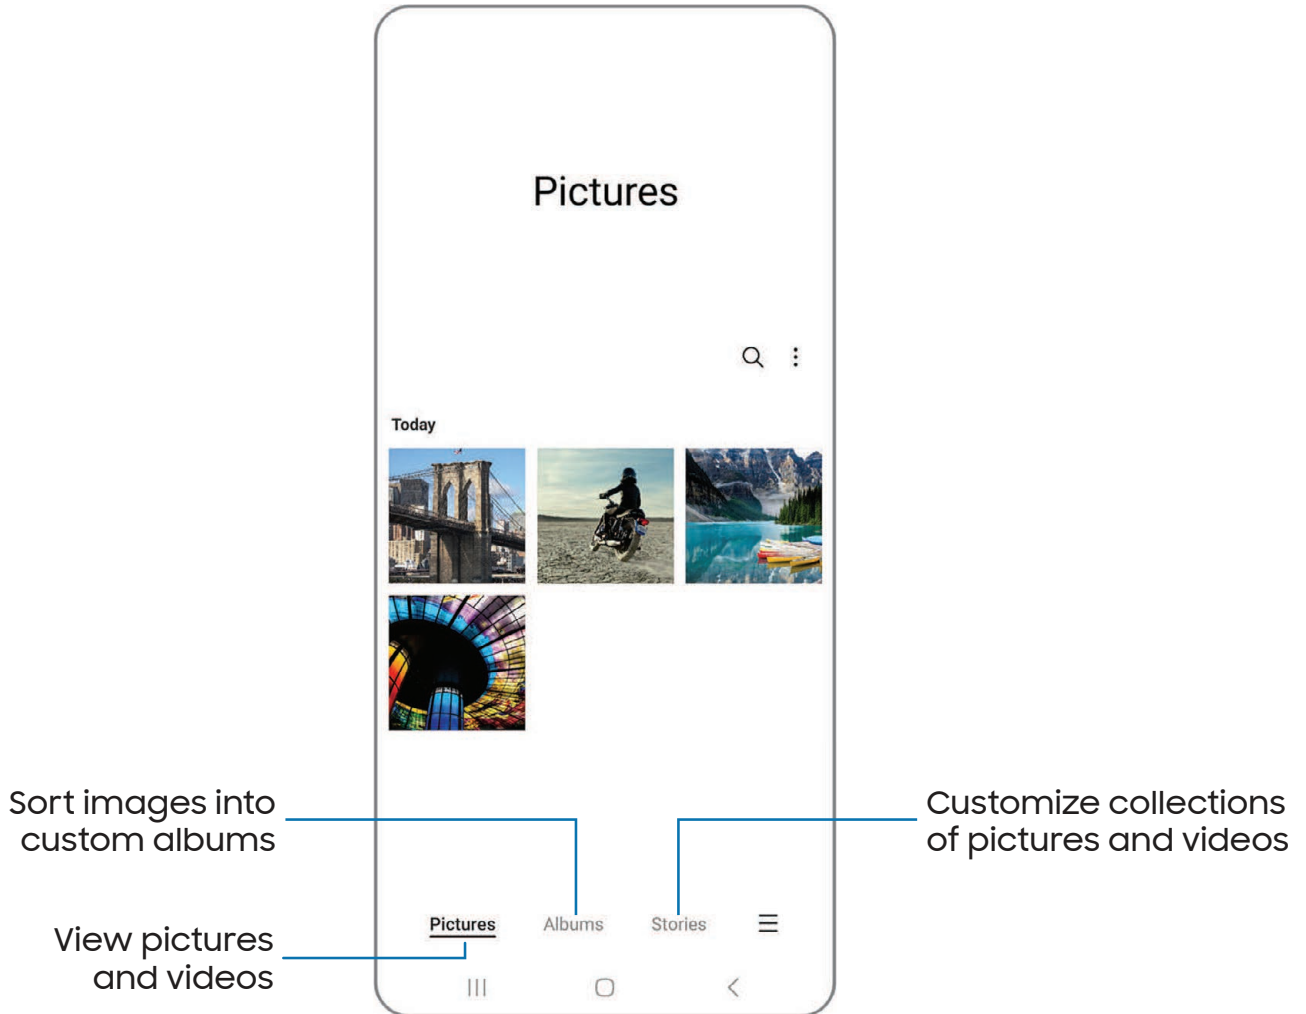 Pictures
Today
Sort images into
custom albums
Customize collections
of pictures and videos
Pictures Albums Stories
View pictures
and videos